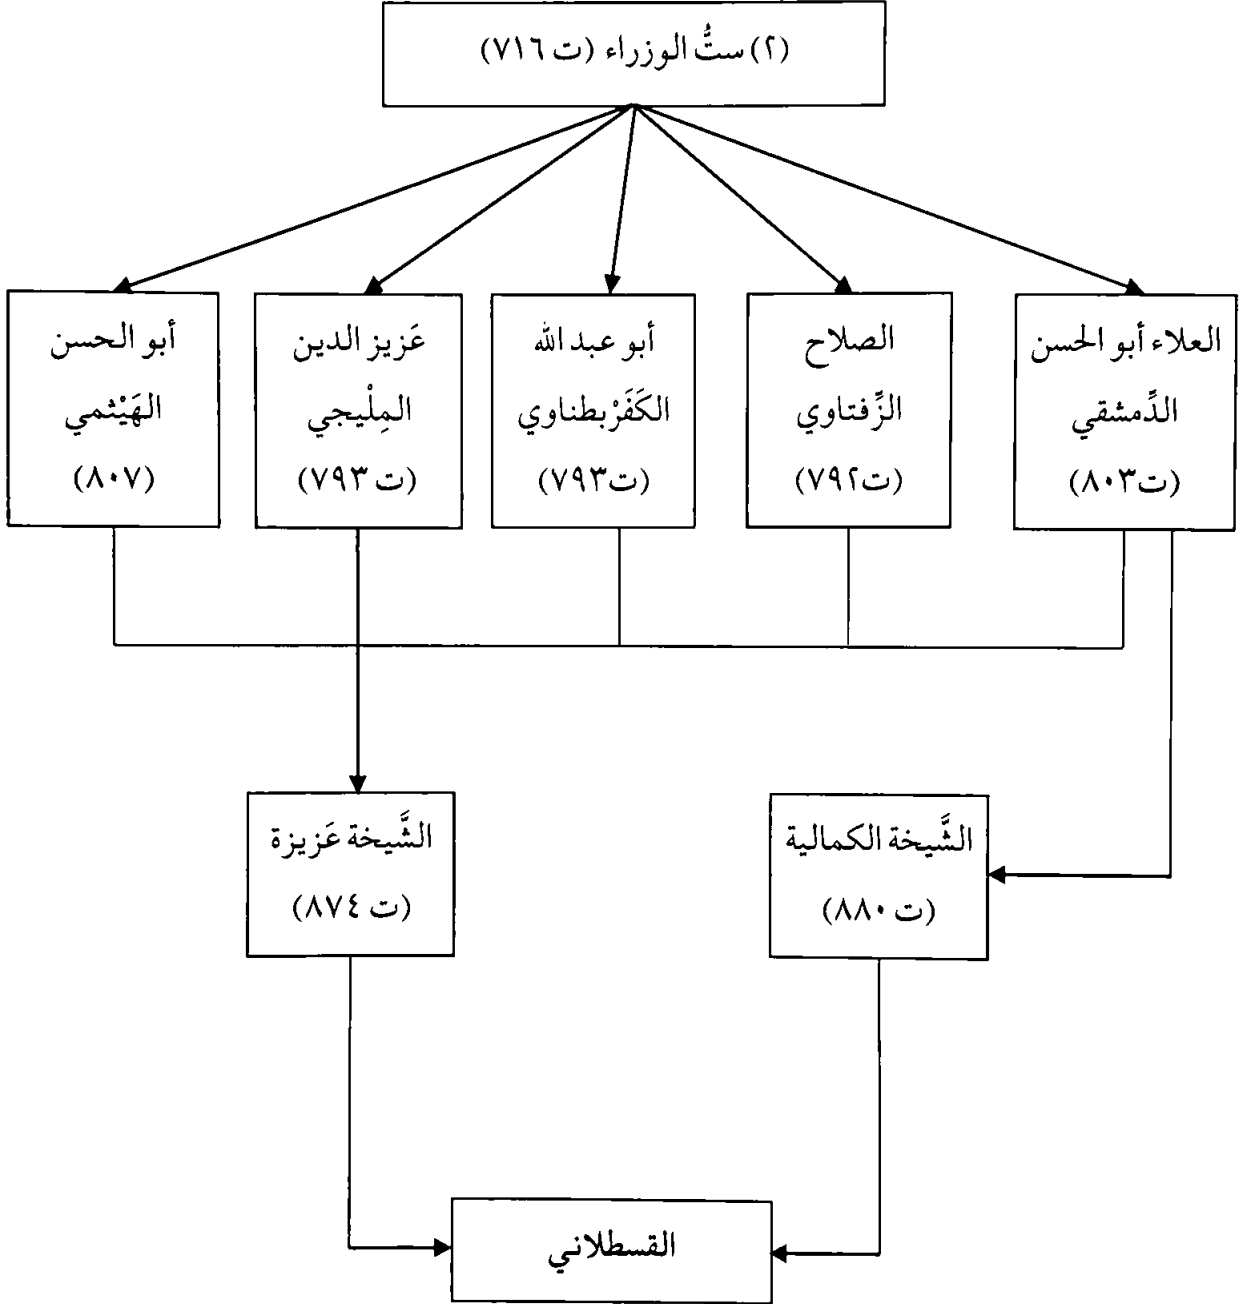 (٢) ستُّ الوزراء (ت ٧١٦)
العلاء أبو الحسن
الدِّمشقي
(ت٨٠٣)
الصلاح
الزِّفتاوي
(ت٧٩٢)
أبو عبد الله
الكَفَرْبطناوي
(ت٧٩٣)
عَزيز الدين
المِلْيجي
(ت ٧٩٣)
أبو الحسن
الهَيْثمي
(٨٠٧)
الشَّيخة الكمالية
(ت ٨٨٠)
الشَّيخة عَزيزة
(ت ٨٧٤)
القسطلاني